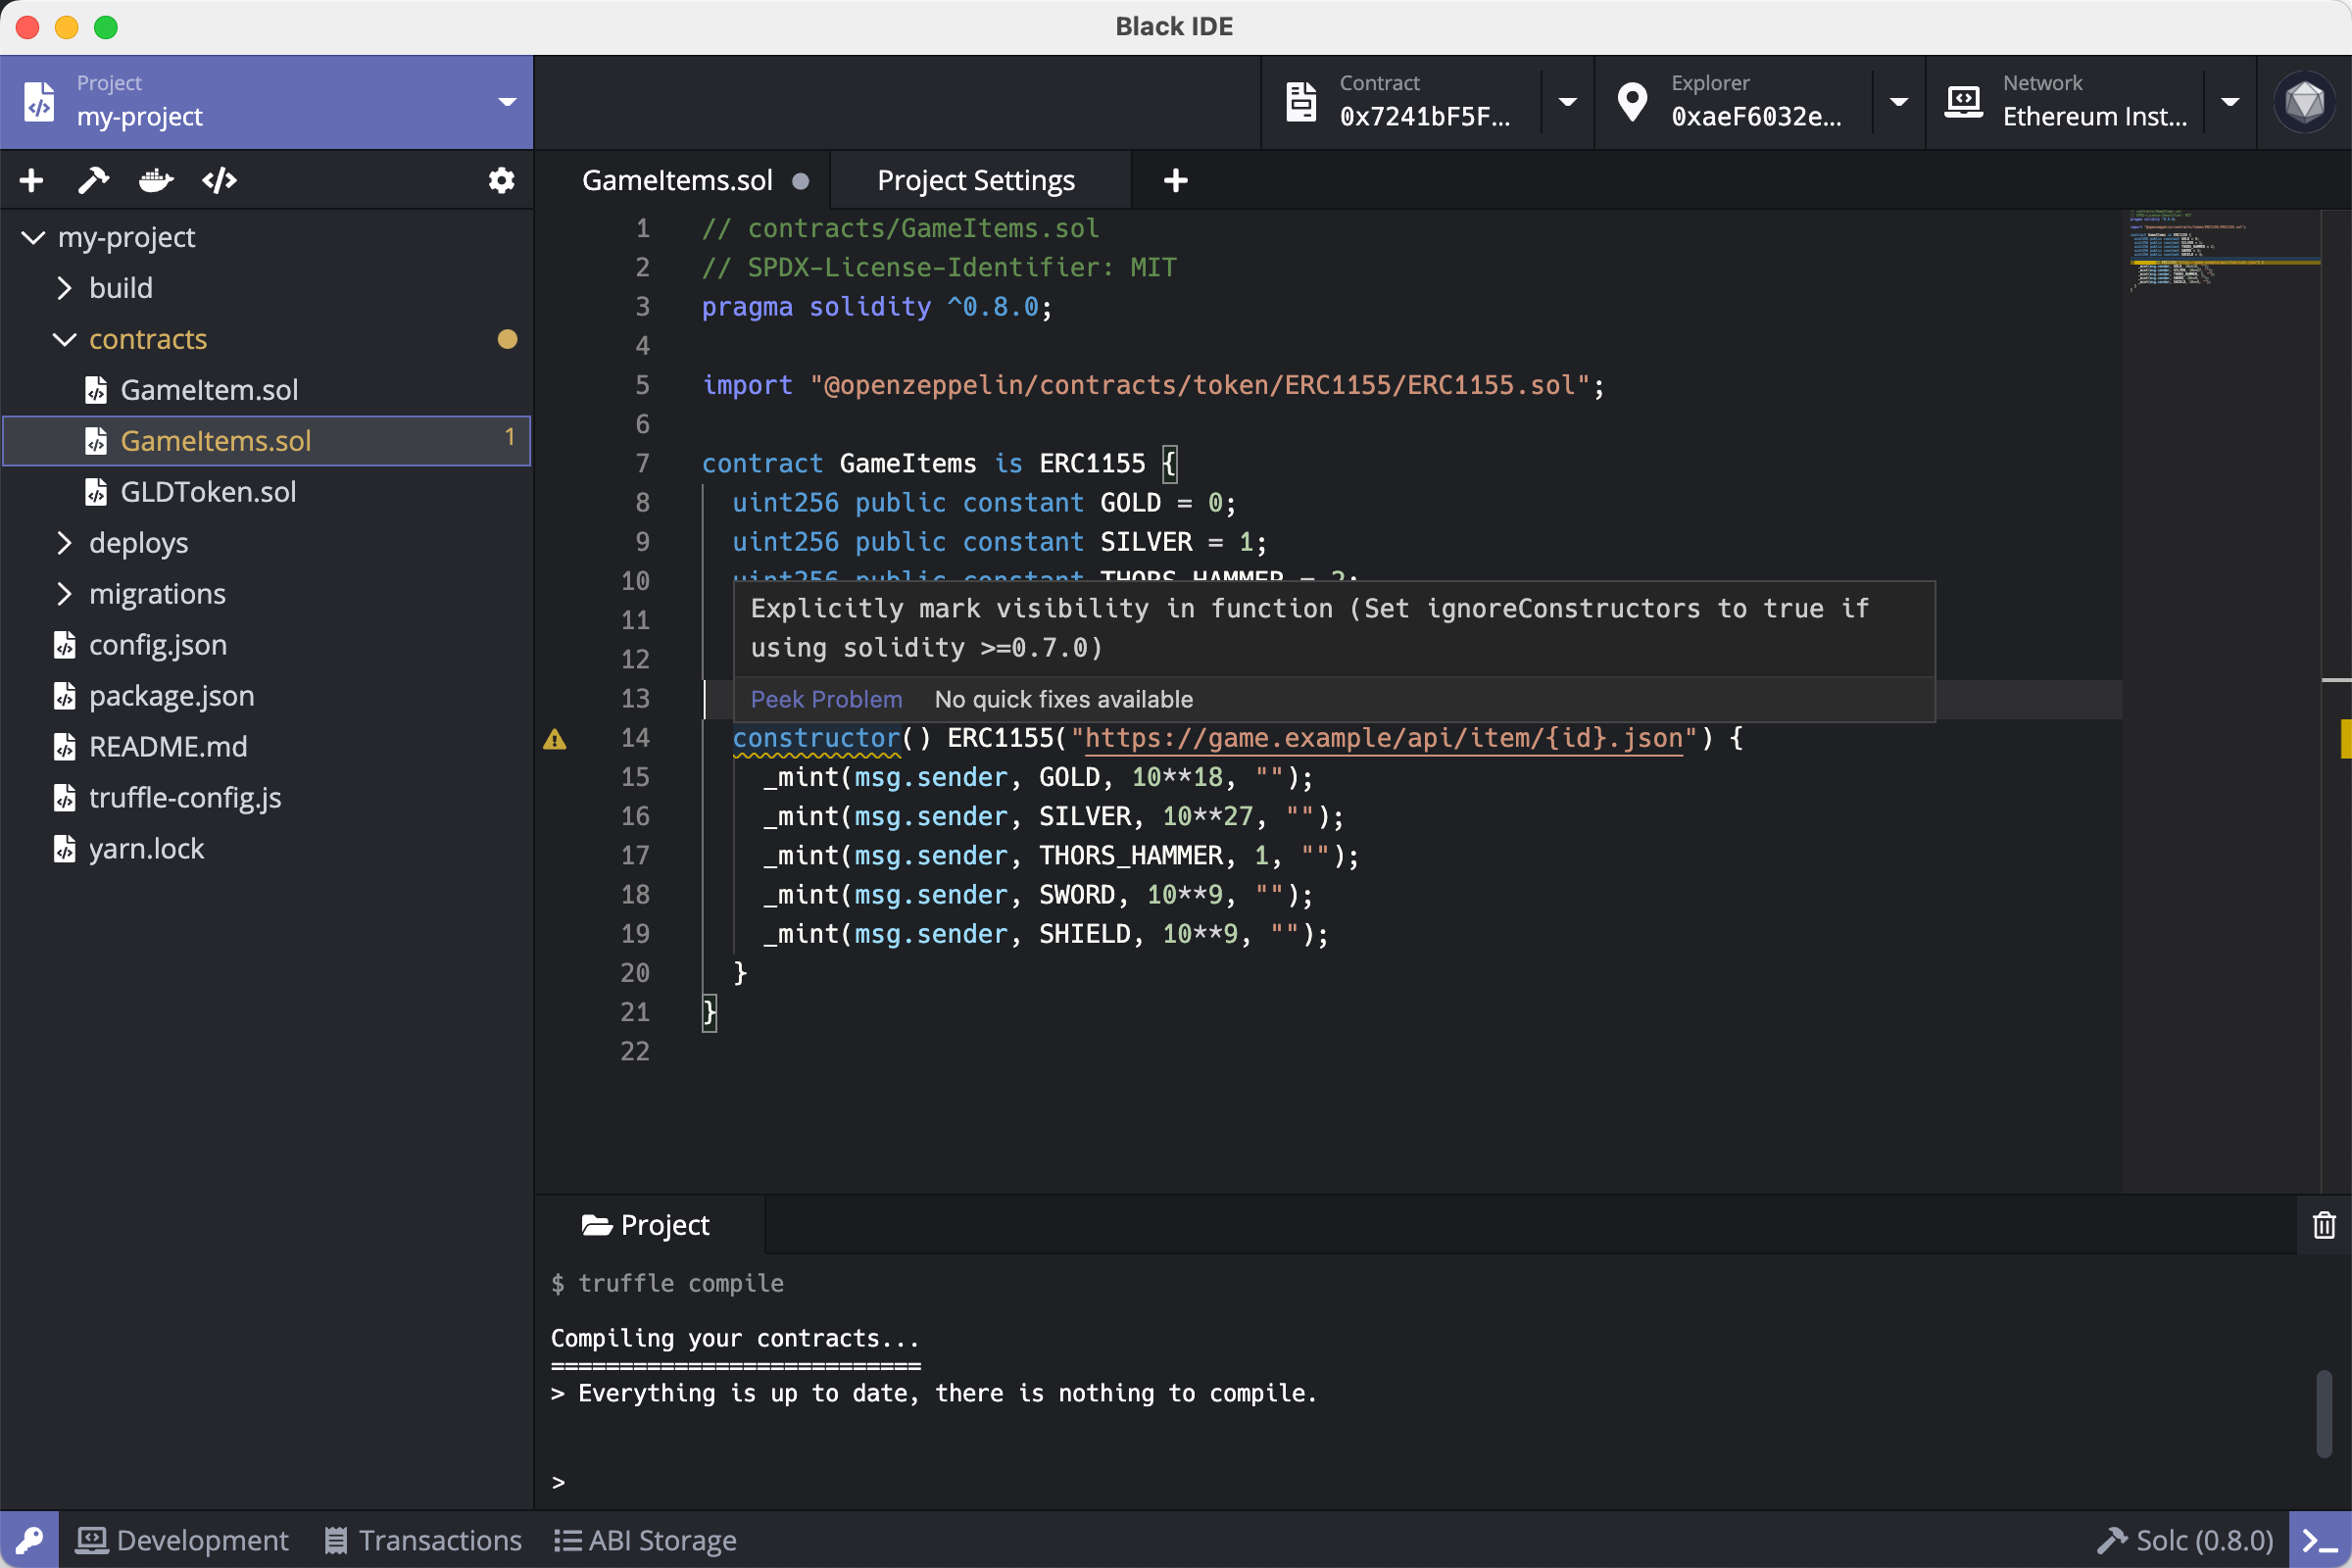 Black IDE
Project
my-project
Contract
0x7241bF5F...
Explorer
0xaeF6032e...
Network
Ethereum Inst...
GameItems.sol
Project Settings
my-project
build
contracts
GameItem.sol
GameItems.sol 1
GLDToken.sol
deploys
migrations
config.json
package.json
README.md
truffle-config.js
yarn.lock
1 // contracts/GameItems.sol
2 // SPDX-License-Identifier: MIT
3 pragma solidity ^0.8.0;
4
5 import "@openzeppelin/contracts/token/ERC1155/ERC1155.sol";
6
7 contract GameItems is ERC1155 {
8 uint256 public constant GOLD = 0;
9 uint256 public constant SILVER = 1;
10 uint256 public constant THORS_HAMMER = 2;
11
12
13
Explicitly mark visibility in function (Set ignoreConstructors to true if
using solidity >=0.7.0)
Peek Problem No quick fixes available
14 constructor() ERC1155("https://game.example/api/item/{id}.json") {
15 _mint(msg.sender, GOLD, 10**18, "");
16 _mint(msg.sender, SILVER, 10**27, "");
17 _mint(msg.sender, THORS_HAMMER, 1, "");
18 _mint(msg.sender, SWORD, 10**9, "");
19 _mint(msg.sender, SHIELD, 10**9, "");
20 }
21 }
22
Project
$ truffle compile
Compiling your contracts...
===========================
> Everything is up to date, there is nothing to compile.
>
Development
Transactions
ABI Storage
Solc (0.8.0)